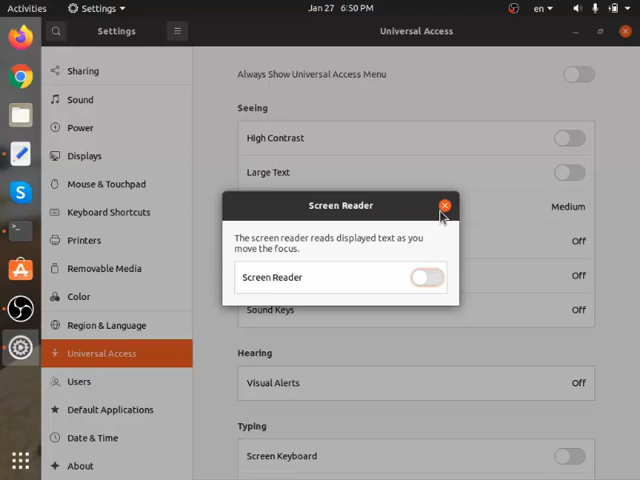 Activities
Settings
Jan 27 6:50 PM
en
Settings
Universal Access
Sharing
Sound
Power
Displays
Mouse & Touchpad
Keyboard Shortcuts
Printers
Removable Media
Color
Region & Language
Universal Access
Users
Default Applications
Date & Time
About
Always Show Universal Access Menu
Seeing
High Contrast
Large Text
Medium
Off
Off
Sound Keys
Off
Screen Reader
The screen reader reads displayed text as you
move the focus.
Screen Reader
Hearing
Visual Alerts
Off
Typing
Screen Keyboard